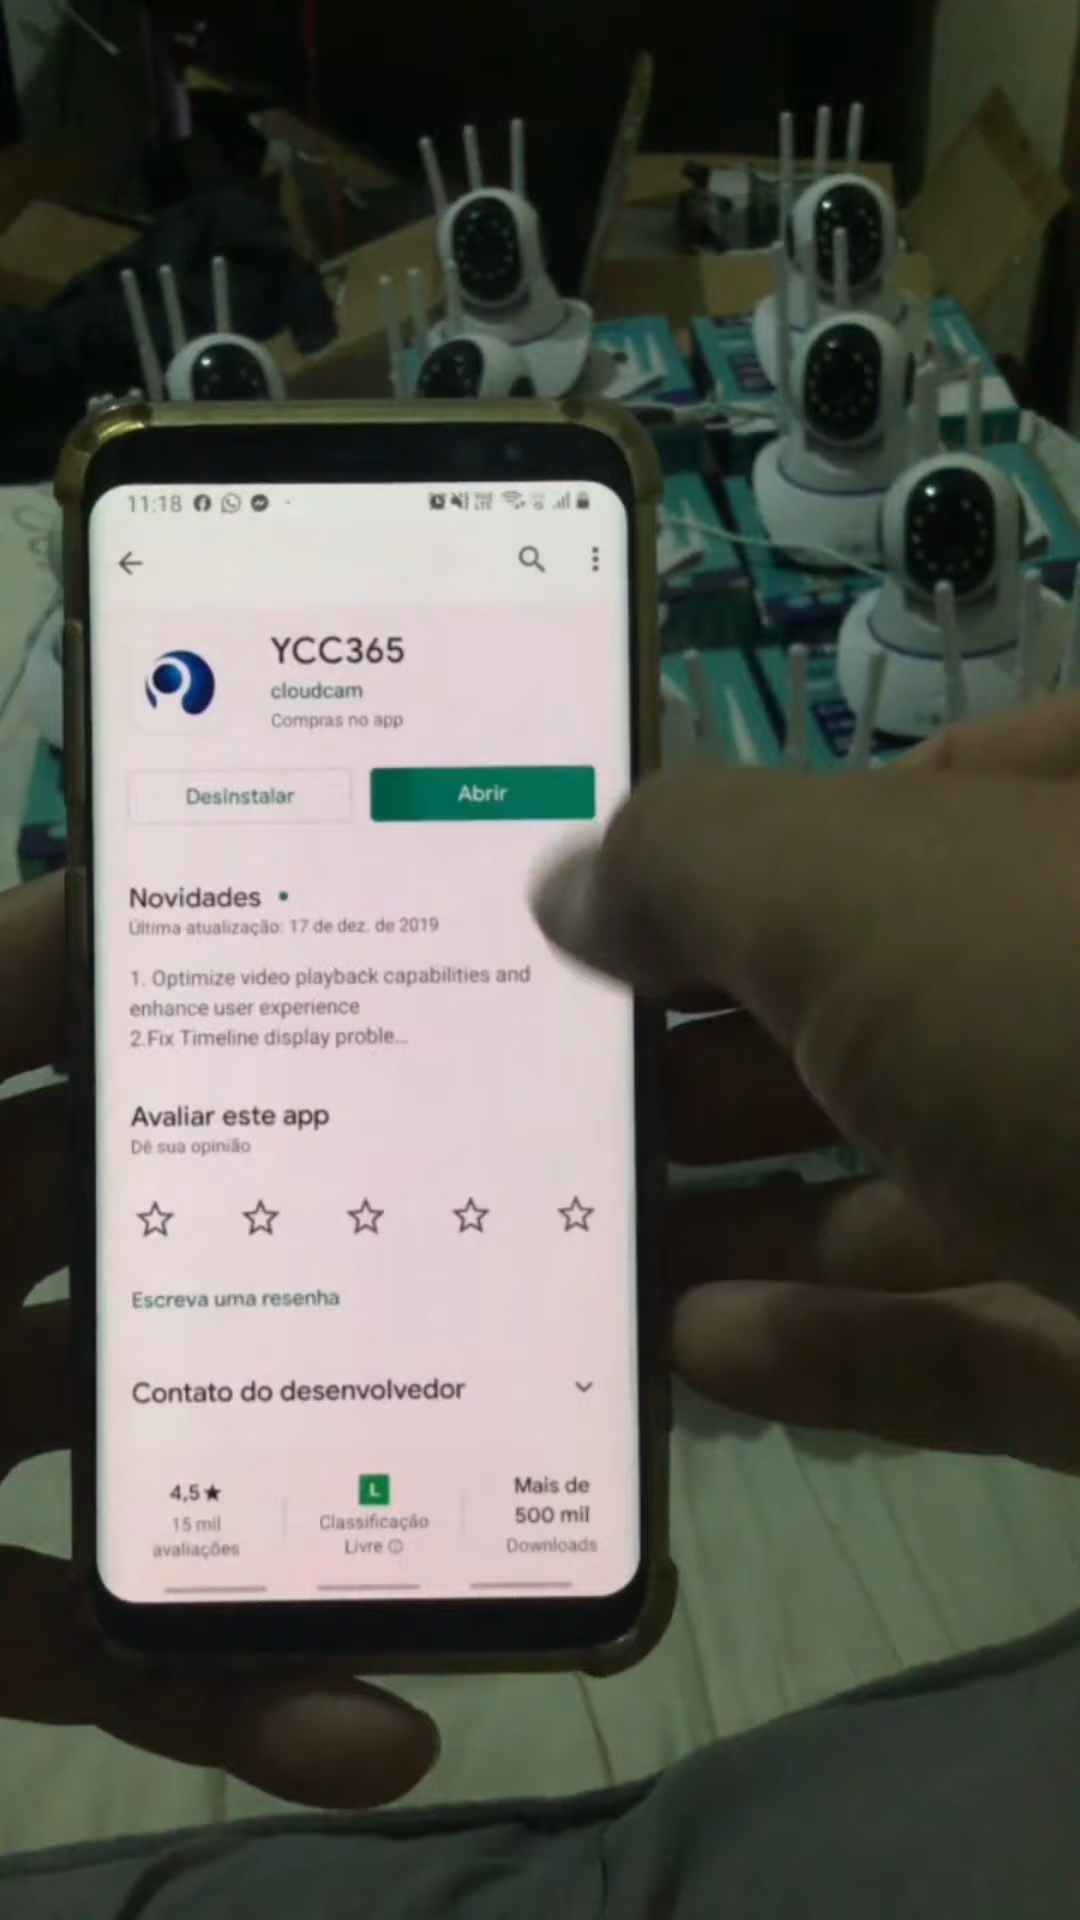 11:18
YCC365
cloudcam
Compras no app
Desinstalar
Abrir
Novidades •
Última atualização: 17 de dez. de 2019
1. Optimize video playback capabilities and
enhance user experience
2.Fix Timeline display proble...
Avaliar este app
Dê sua opinião
Escreva uma resenha
Contato do desenvolvedor
4,5★
15 mil
avaliações
L
Classificação
Livre
Mais de
500 mil
Downloads